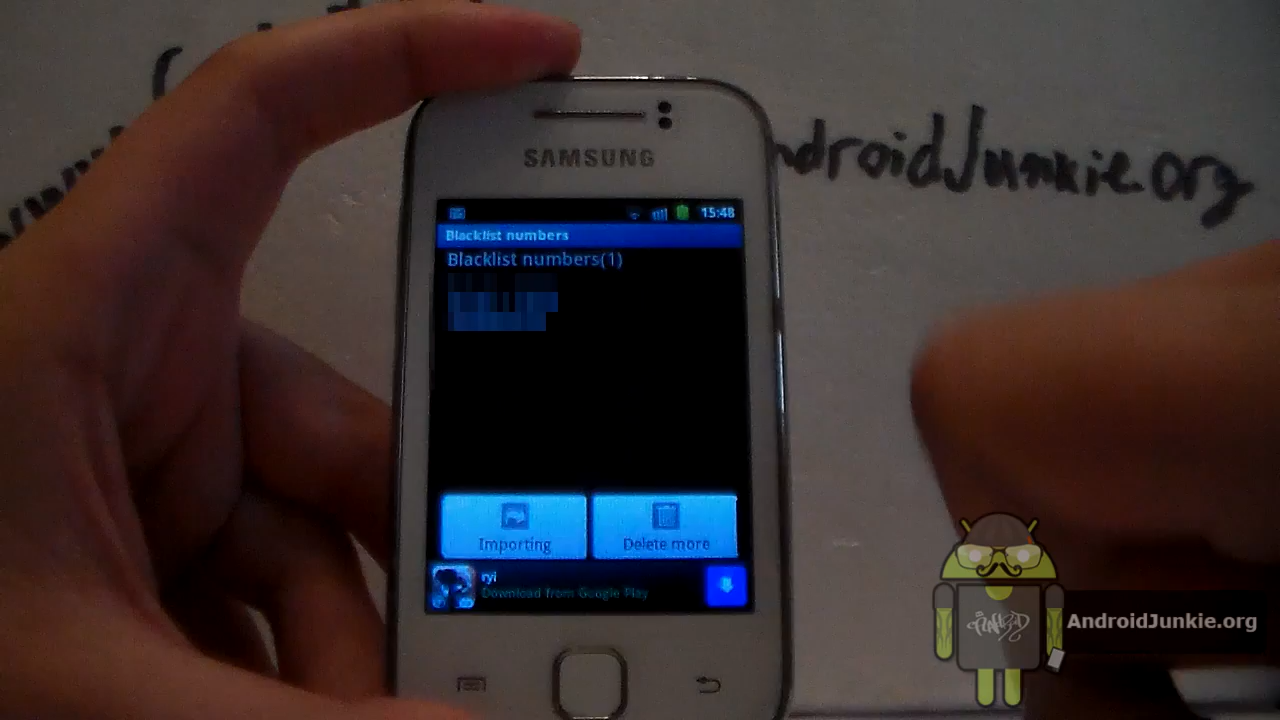 AndroidJunkie.org
SAMSUNG
15:48
Blacklist numbers
Blacklist numbers(1)
Importing
Delete more
ryi
Download from Google Play
AndroidJunkie.org